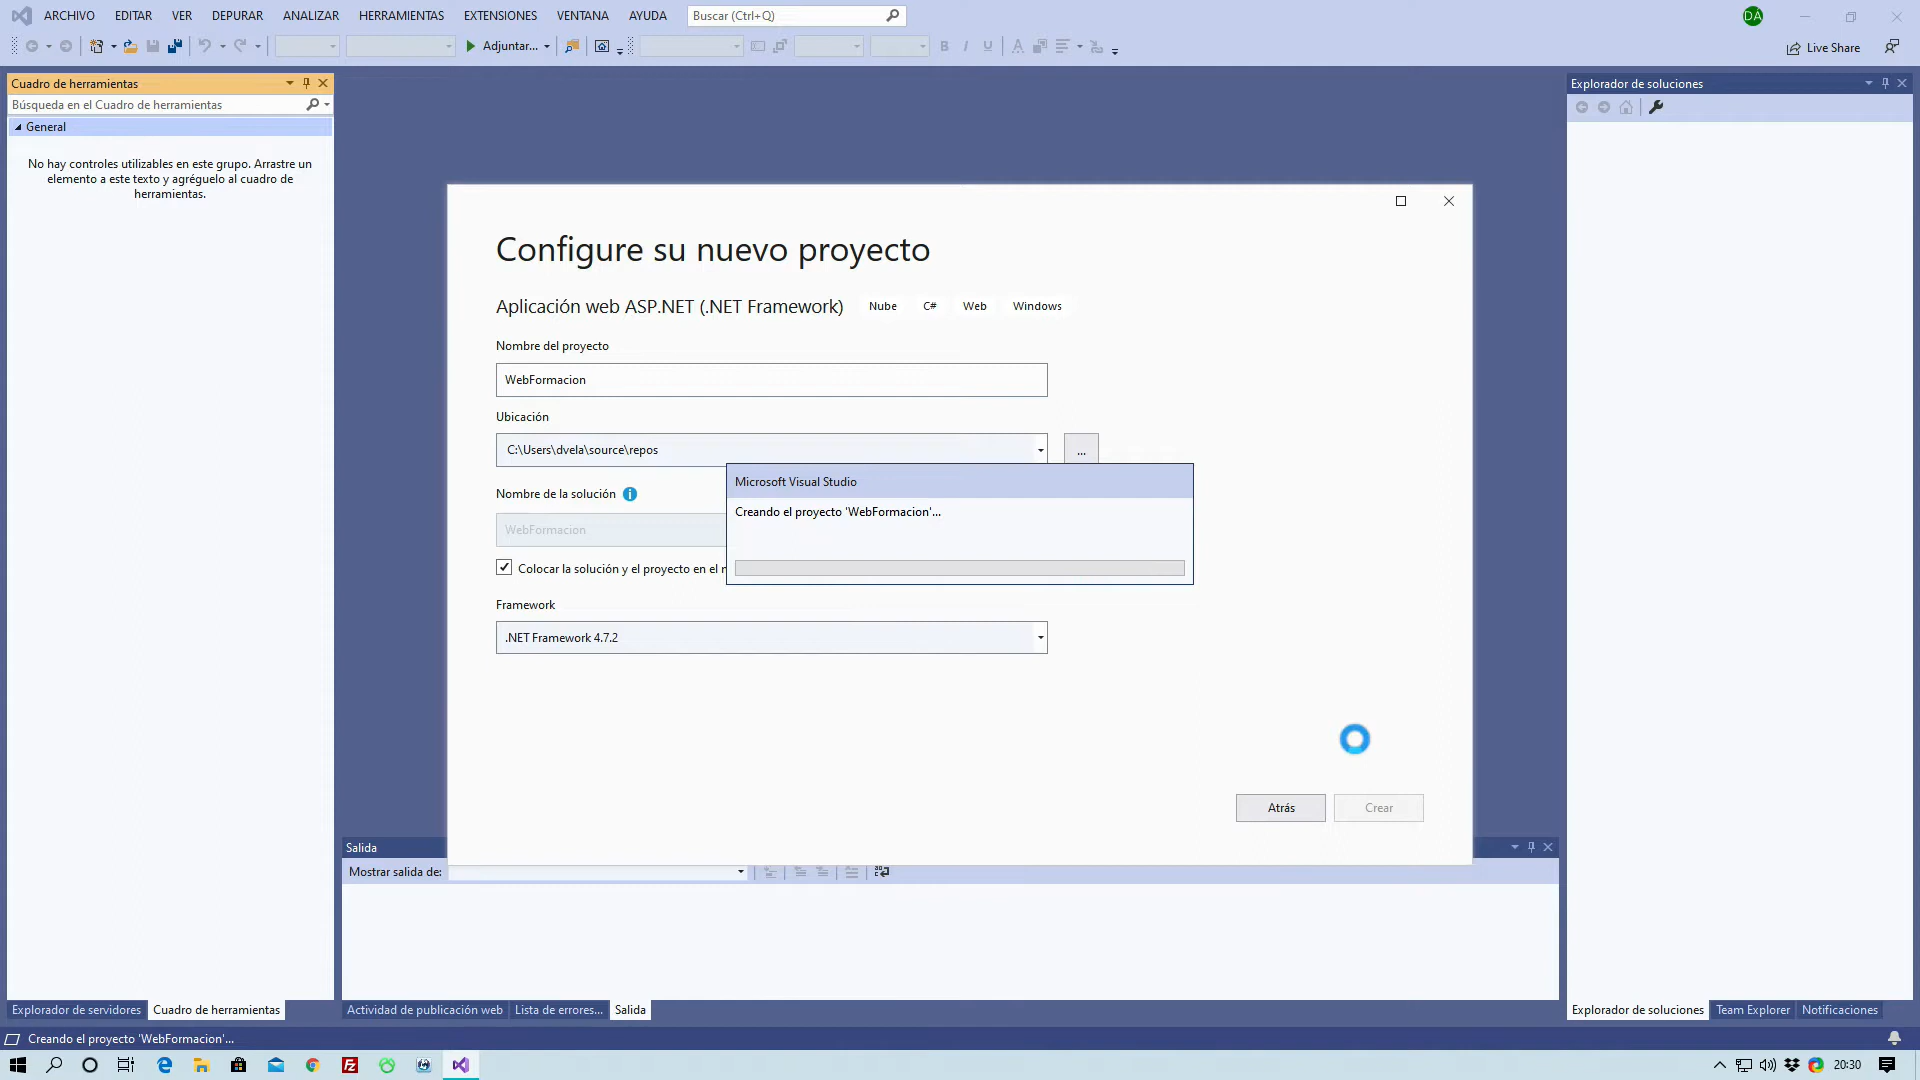 ARCHIVO EDITAR VER DEPURAR ANALIZAR HERRAMIENTAS EXTENSIONES VENTANA AYUDA Buscar (Ctrl+Q) DA
Adjuntar... Live Share
Cuadro de herramientas
Búsqueda en el Cuadro de herramientas
General
No hay controles utilizables en este grupo. Arrastre un
elemento a este texto y agréguelo al cuadro de
herramientas.
Explorador de soluciones
Configure su nuevo proyecto
Aplicación web ASP.NET (.NET Framework) Nube C# Web Windows
Nombre del proyecto
WebFormacion
Ubicación
C:\Users\dvela\source\repos
...
Nombre de la solución
WebFormacion
Colocar la solución y el proyecto en el
Microsoft Visual Studio
Creando el proyecto 'WebFormacion'...
Framework
.NET Framework 4.7.2
Atrás Crear
Salida
Mostrar salida de:
Explorador de servidores Cuadro de herramientas Actividad de publicación web Lista de errores... Salida Explorador de soluciones Team Explorer Notificaciones
Creando el proyecto 'WebFormacion'...
20:30